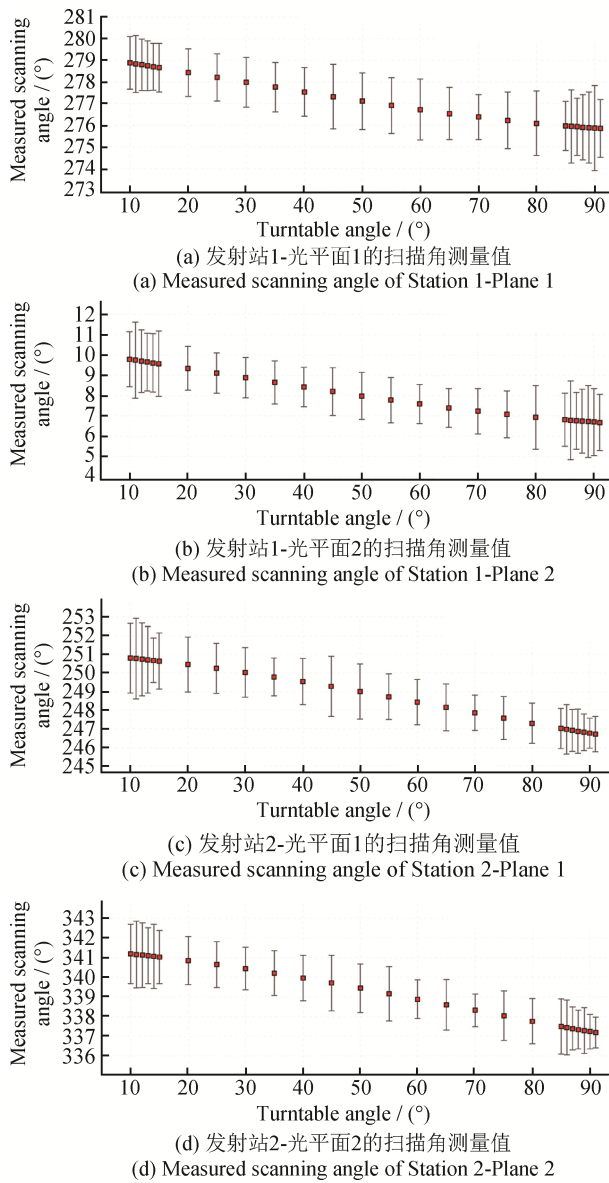 Measured scanning
angle / (°)
281
280
279
278
277
276
275
274
273
10 20 30 40 50 60 70 80 90
Turntable angle / (°)
(a) 发射站1-光平面1的扫描角测量值
(a) Measured scanning angle of Station 1-Plane 1
Measured scanning
angle / (°)
12
11
10
9
8
7
6
5
4
10 20 30 40 50 60 70 80 90
Turntable angle / (°)
(b) 发射站1-光平面2的扫描角测量值
(b) Measured scanning angle of Station 1-Plane 2
Measured scanning
angle / (°)
253
252
251
250
249
248
247
246
245
10 20 30 40 50 60 70 80 90
Turntable angle / (°)
(c) 发射站2-光平面1的扫描角测量值
(c) Measured scanning angle of Station 2-Plane 1
Measured scanning
angle / (°)
343
342
341
340
339
338
337
336
10 20 30 40 50 60 70 80 90
Turntable angle / (°)
(d) 发射站2-光平面2的扫描角测量值
(d) Measured scanning angle of Station 2-Plane 2